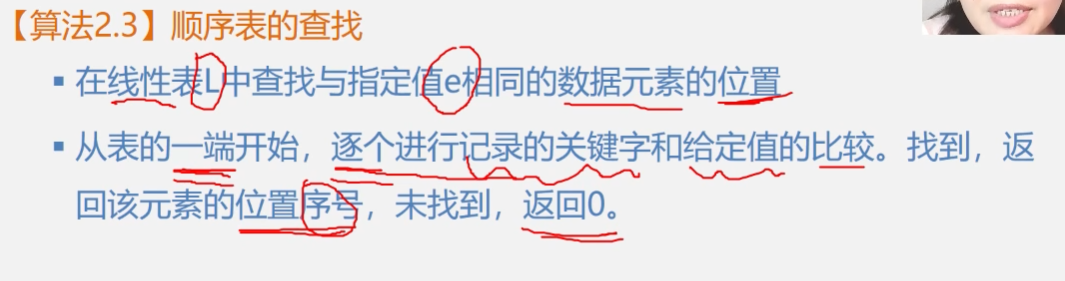 【算法2.3】顺序表的查找
▪ 在线性表L中查找与指定值e相同的数据元素的位置
▪ 从表的一端开始，逐个进行记录的关键字和给定值的比较。找到，返
回该元素的位置序号，未找到，返回0。